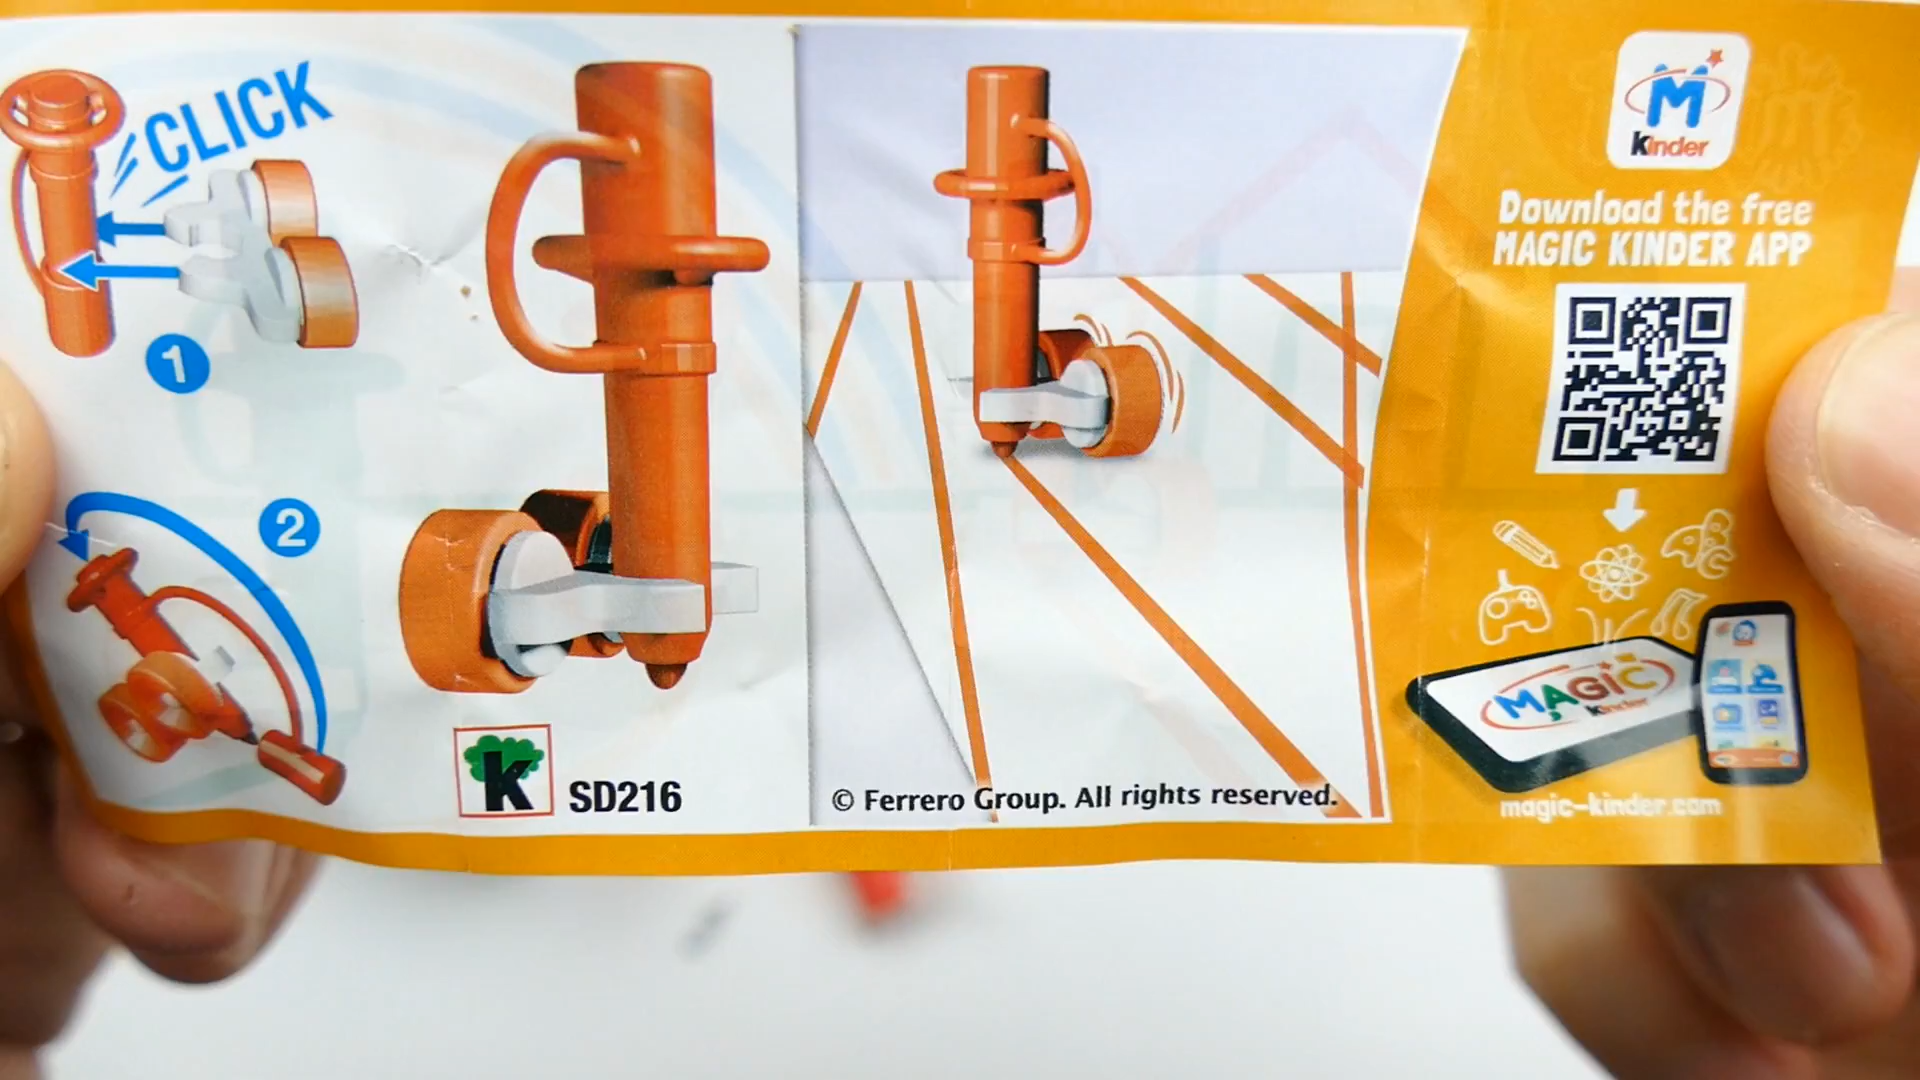 CLICK
1
2
K SD216
© Ferrero Group. All rights reserved.
M
Kinder
Download the free
MAGIC KINDER APP
MAGIC
Kinder
magic-kinder.com